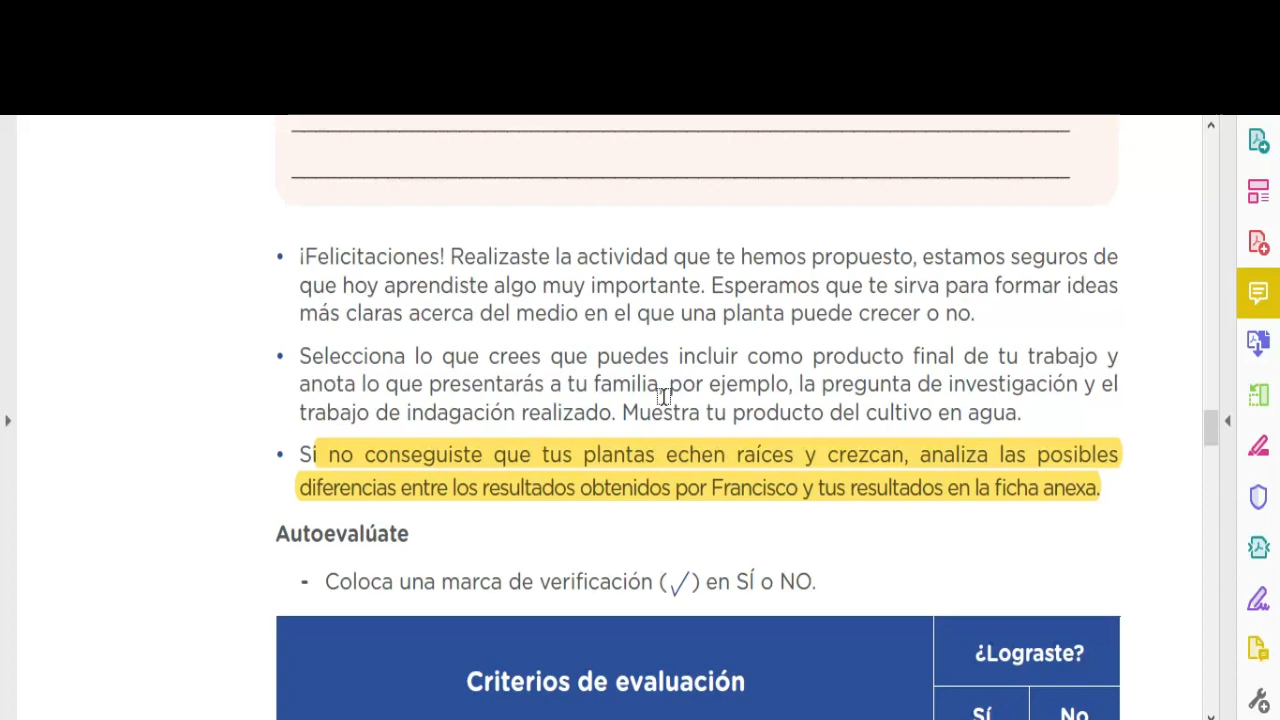 • ¡Felicitaciones! Realizaste la actividad que te hemos propuesto, estamos seguros de
que hoy aprendiste algo muy importante. Esperamos que te sirva para formar ideas
más claras acerca del medio en el que una planta puede crecer o no.
• Selecciona lo que crees que puedes incluir como producto final de tu trabajo y
anota lo que presentarás a tu familia, por ejemplo, la pregunta de investigación y el
trabajo de indagación realizado. Muestra tu producto del cultivo en agua.
• Si no conseguiste que tus plantas echen raíces y crezcan, analiza las posibles
diferencias entre los resultados obtenidos por Francisco y tus resultados en la ficha anexa.
Autoevalúate
- Coloca una marca de verificación (✓) en SÍ o NO.
¿Lograste?
Criterios de evaluación
Sí No